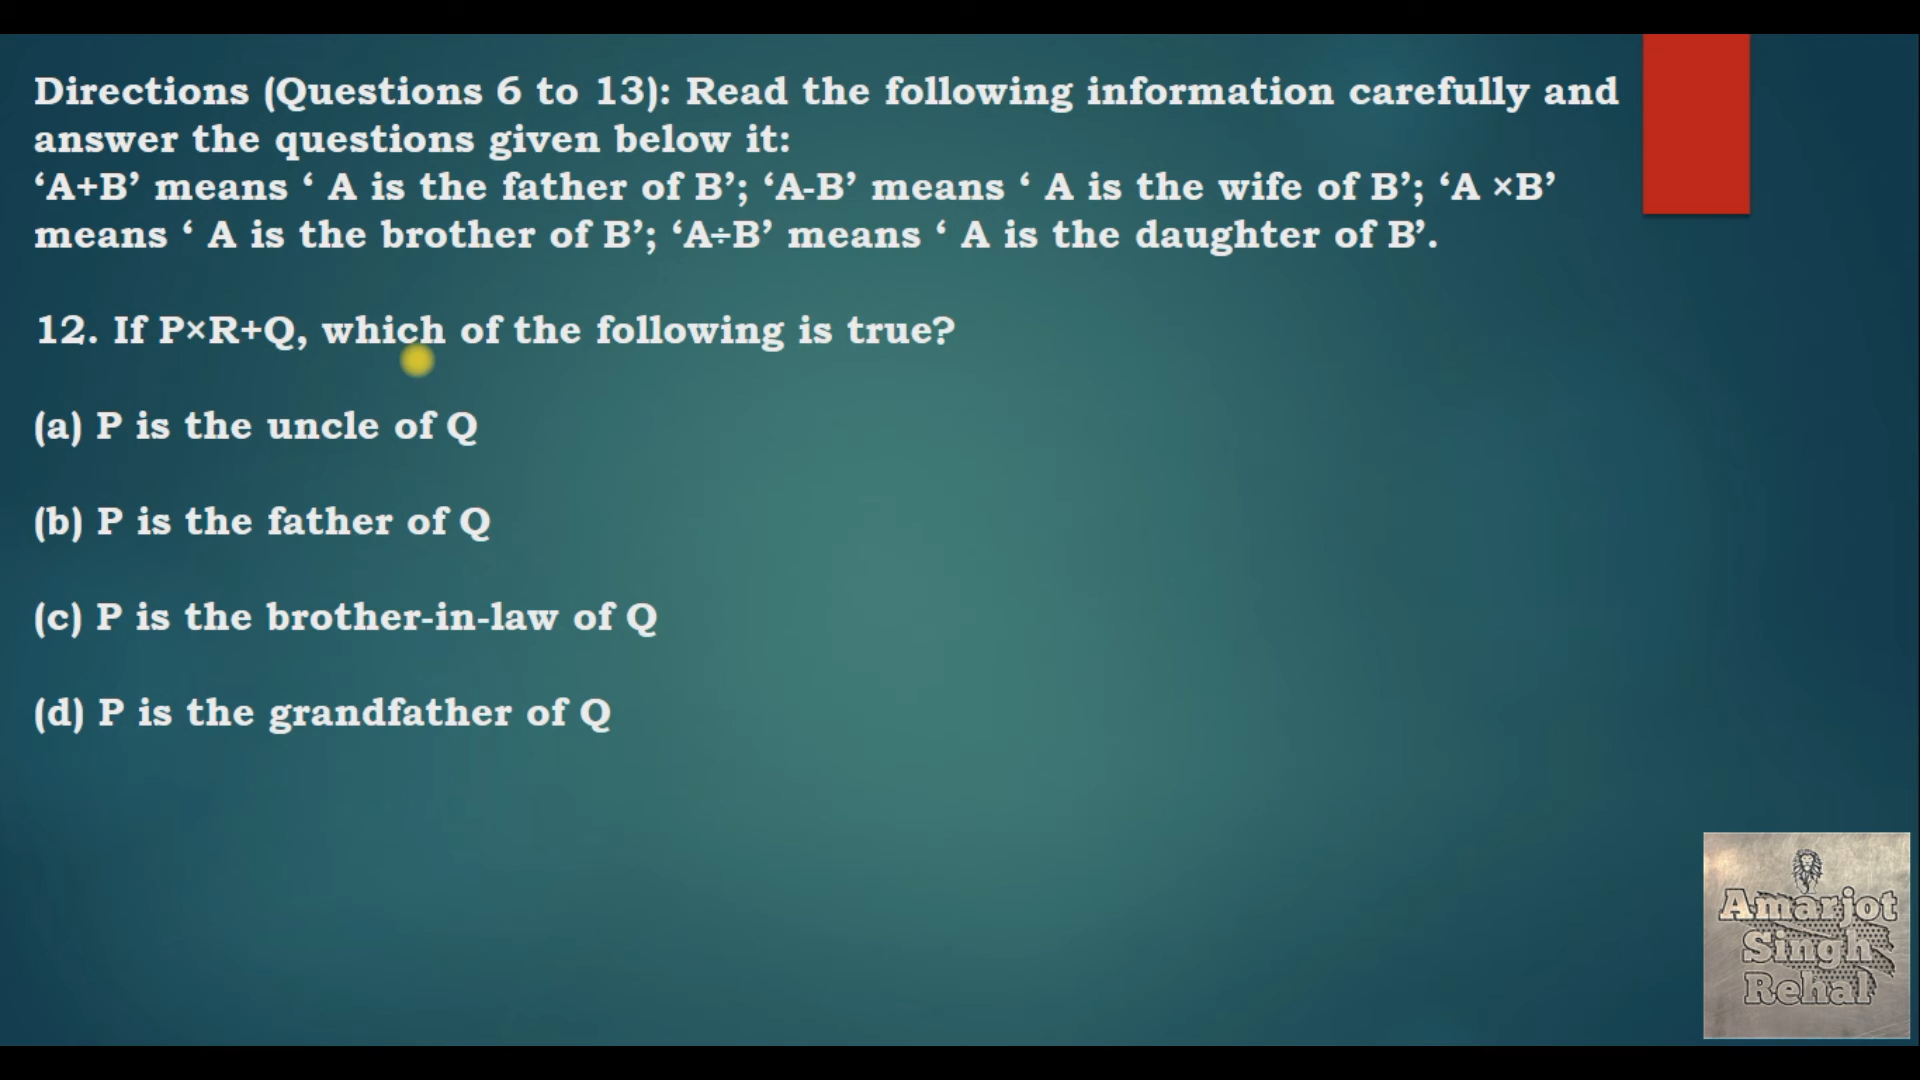 Directions (Questions 6 to 13): Read the following information carefully and
answer the questions given below it:
‘A+B’ means ‘ A is the father of B’; ‘A-B’ means ‘ A is the wife of B’; ‘A ×B’
means ‘ A is the brother of B’; ‘A÷B’ means ‘ A is the daughter of B’.
12. If P×R+Q, which of the following is true?
(a) P is the uncle of Q
(b) P is the father of Q
(c) P is the brother-in-law of Q
(d) P is the grandfather of Q
Amarjot
Singh
Rehal